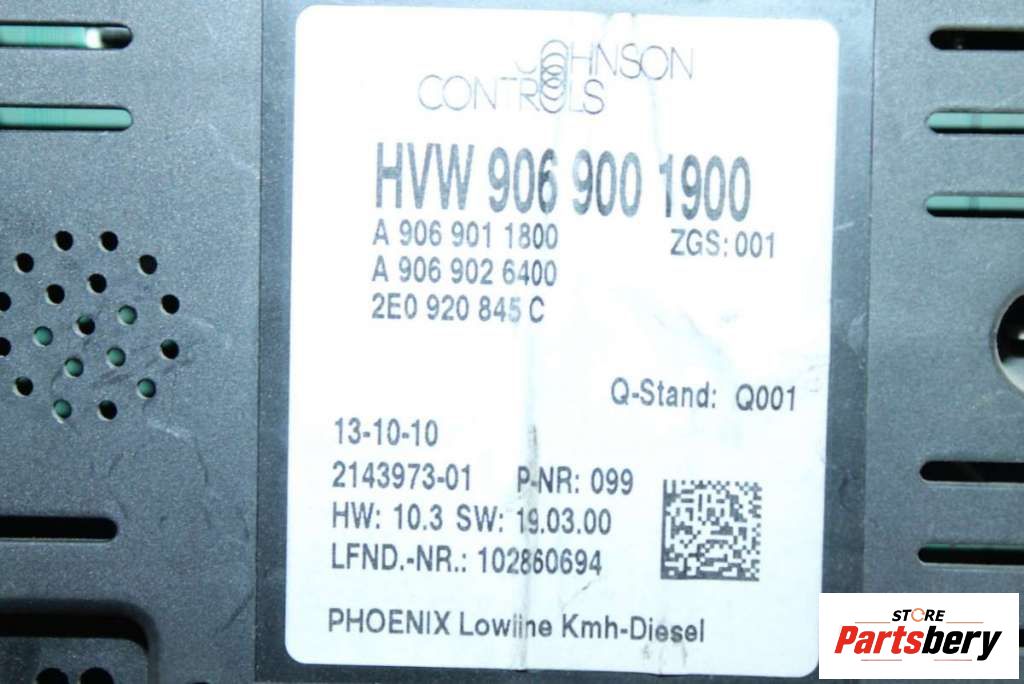 JOHNSON
CONTROLS
HVW 906 900 1900
A 906 901 1800 ZGS: 001
A 906 902 6400
2E0 920 845 C
Q-Stand: Q001
13-10-10
2143973-01 P-NR: 099
HW: 10.3 SW: 19.03.00
LFND.-NR.: 102860694
PHOENIX Lowline Kmh-Diesel
STORE
Partsbery